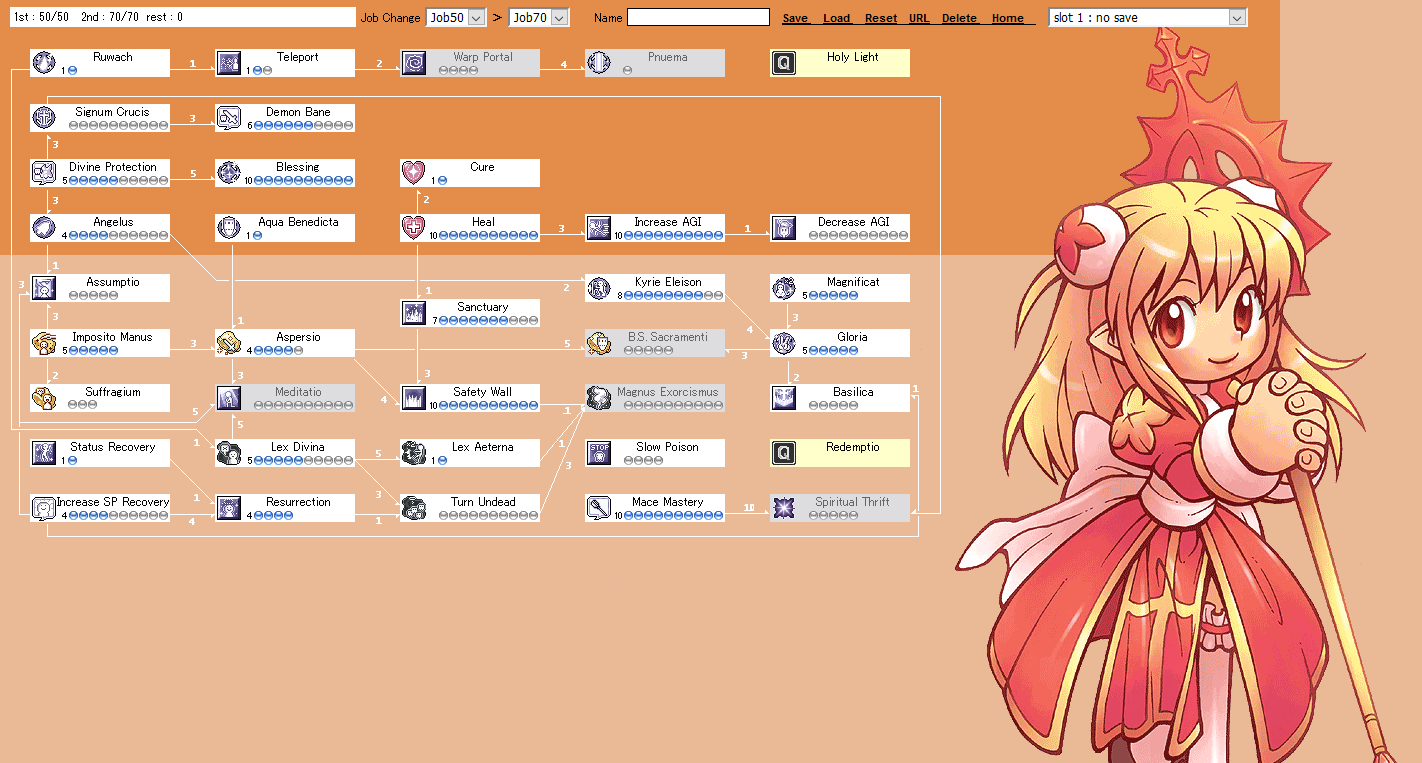 1st : 50/50 2nd : 70/70 rest : 0 Job Change Job50 > Job70 Name Save Load Reset URL Delete Home slot 1 : no save
Ruwach Teleport Warp Portal Pnuema Holy Light
1 1 1 2 4 Q
Signum Crucis Demon Bane
3 6
3
Divine Protection Blessing Cure
5 5 10 1
3 2
Angelus Aqua Benedicta Heal Increase AGI Decrease AGI
4 1 10 3 10 1
1
Assumptio Kyrie Eleison Magnificat
3 2 8 5
1 Sanctuary
3 1 7 4 3
Imposito Manus Aspersio B.S. Sacramenti Gloria
5 3 4 5 3 5
2 3 3 2
Suffragium Meditatio Safety Wall Magnus Exorcismus Basilica
5 4 10 1 1
5
Status Recovery Lex Divina Lex Aeterna Slow Poison Redemptio
1 1 5 5 1 1 STOP Q
3
Increase SP Recovery Resurrection Turn Undead Mace Mastery Spiritual Thrift
4 1 4 4 3 1 10 10